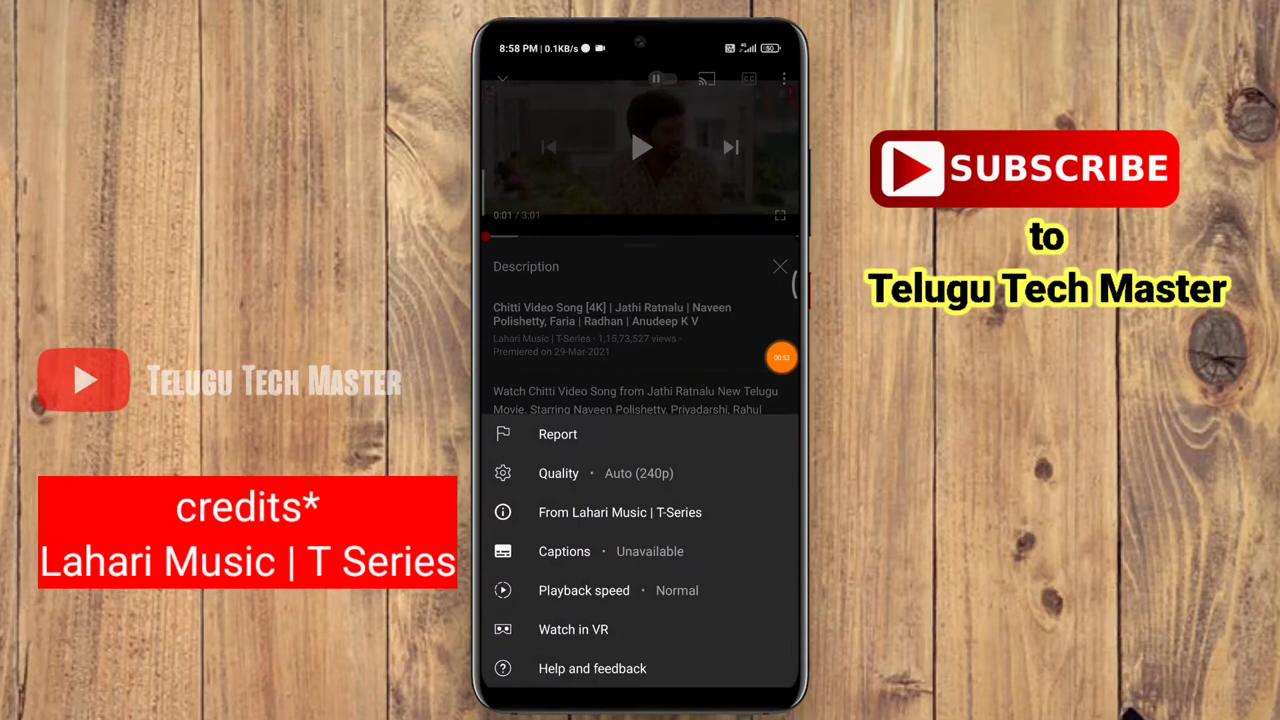 8:58 PM | 0.1KB/s
50
CC
0:01 / 3:01
Description
Chitti Video Song [4K] | Jathi Ratnalu | Naveen
Polishetty, Faria | Radhan | Anudeep K V
Lahari Music | T-Series · 1,15,73,527 views ·
Premiered on 29-Mar-2021
00:53
Watch Chitti Video Song from Jathi Ratnalu New Telugu
Movie. Starring Naveen Polishetty, Priyadarshi, Rahul
Report
Quality · Auto (240p)
From Lahari Music | T-Series
Captions · Unavailable
Playback speed · Normal
Watch in VR
Help and feedback
TELUGU TECH MASTER
credits*
Lahari Music | T Series
SUBSCRIBE
to
Telugu Tech Master